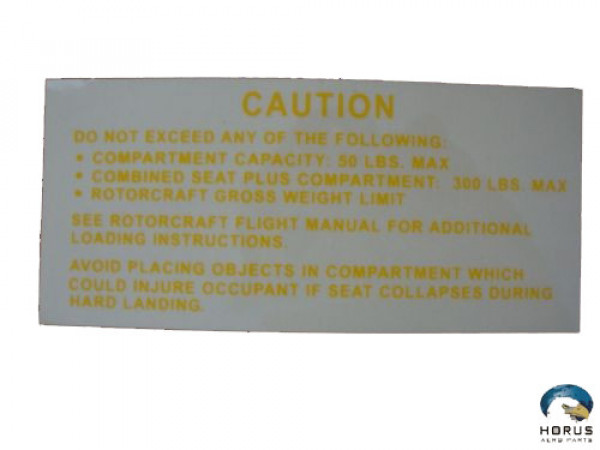 CAUTION
DO NOT EXCEED ANY OF THE FOLLOWING:
• COMPARTMENT CAPACITY: 50 LBS. MAX
• COMBINED SEAT PLUS COMPARTMENT: 300 LBS. MAX
• ROTORCRAFT GROSS WEIGHT LIMIT
SEE ROTORCRAFT FLIGHT MANUAL FOR ADDITIONAL
LOADING INSTRUCTIONS.
AVOID PLACING OBJECTS IN COMPARTMENT WHICH
COULD INJURE OCCUPANT IF SEAT COLLAPSES DURING
HARD LANDING.
HORUS
AERO PARTS